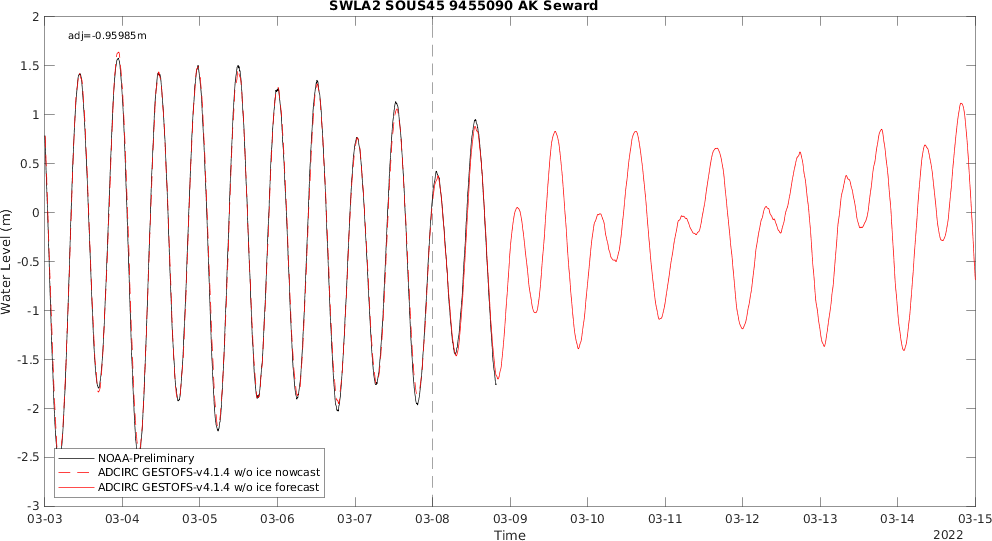 SWLA2 SOUS45 9455090 AK Seward
adj=-0.95985m
2
1.5
1
0.5
0
-0.5
-1
-1.5
-2
-2.5
-3
Water Level (m)
NOAA-Preliminary
ADCIRC GESTOFS-v4.1.4 w/o ice nowcast
ADCIRC GESTOFS-v4.1.4 w/o ice forecast
03-03 03-04 03-05 03-06 03-07 03-08 03-09 03-10 03-11 03-12 03-13 03-14 03-15
Time
2022